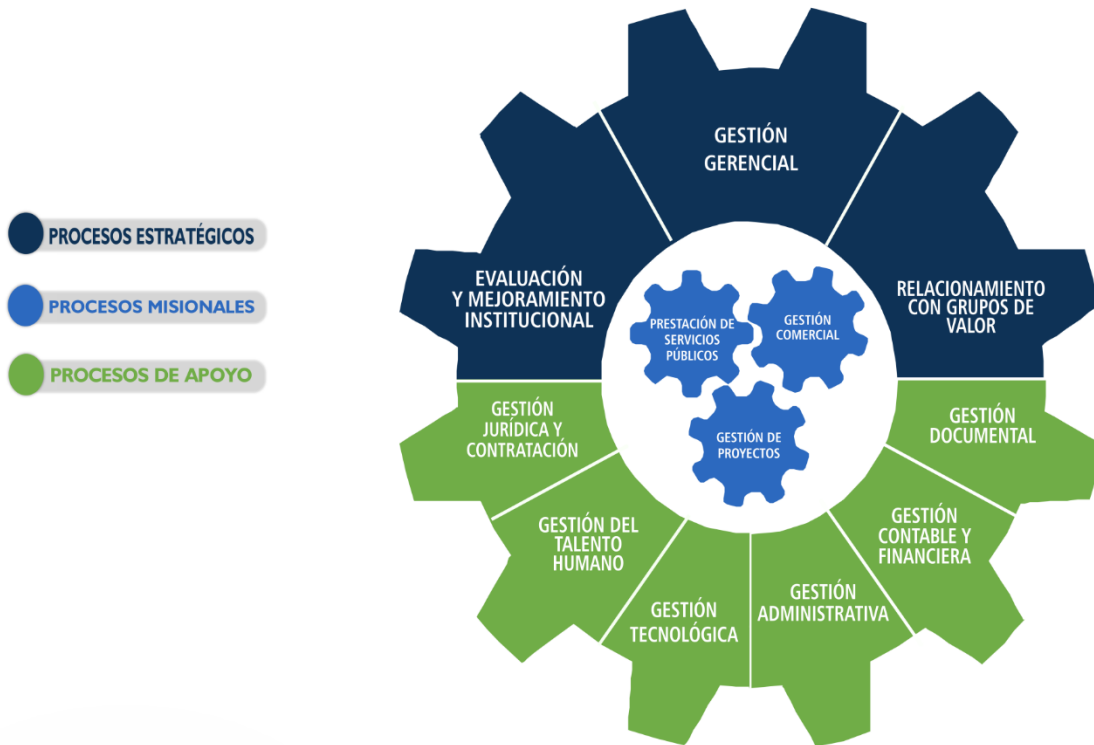 PROCESOS ESTRATÉGICOS
PROCESOS MISIONALES
PROCESOS DE APOYO
GESTIÓN
GERENCIAL
EVALUACIÓN
Y MEJORAMIENTO
INSTITUCIONAL
RELACIONAMIENTO
CON GRUPOS DE
VALOR
PRESTACIÓN DE
SERVICIOS
PÚBLICOS
GESTIÓN
COMERCIAL
GESTIÓN DE
PROYECTOS
GESTIÓN
JURÍDICA Y
CONTRATACIÓN
GESTIÓN DEL
TALENTO
HUMANO
GESTIÓN
TECNOLÓGICA
GESTIÓN
ADMINISTRATIVA
GESTIÓN
CONTABLE Y
FINANCIERA
GESTIÓN
DOCUMENTAL